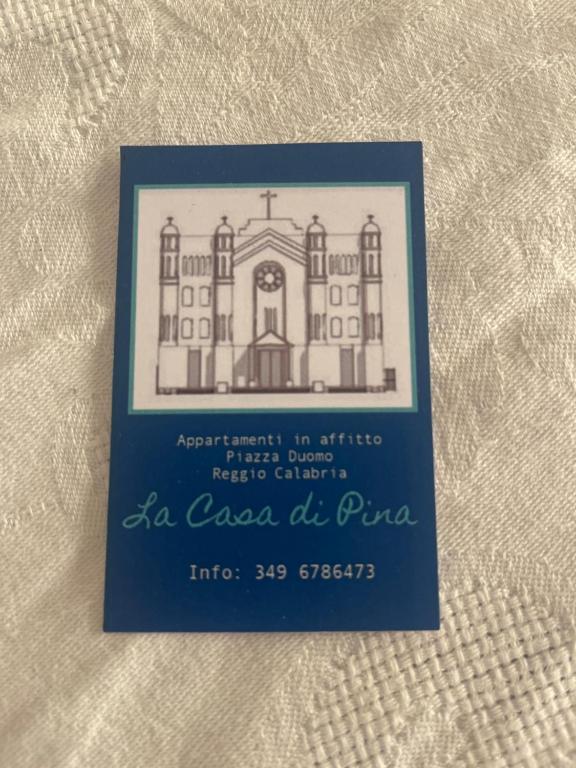 Appartamenti in affitto
Piazza Duomo
Reggio Calabria
La Casa di Pina
Info: 349 6786473